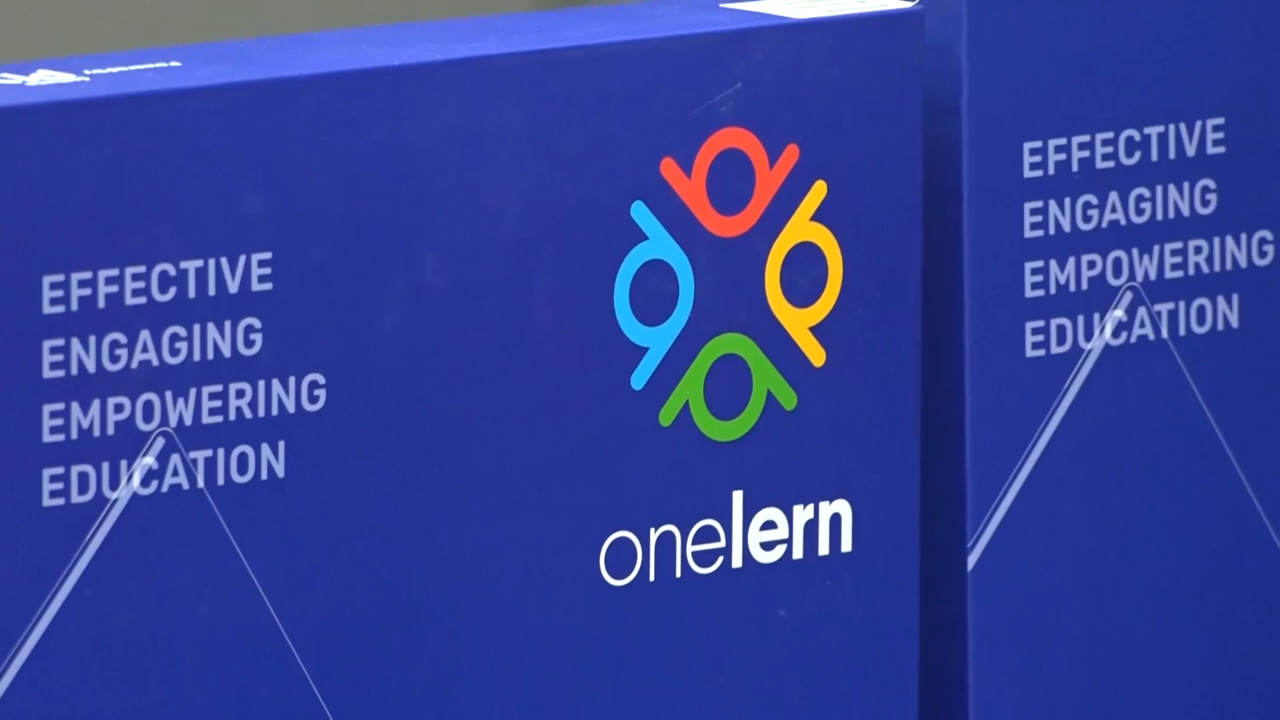 EFFECTIVE
ENGAGING
EMPOWERING
EDUCATION
onelern
EFFECTIVE
ENGAGING
EMPOWERING
EDUCATION